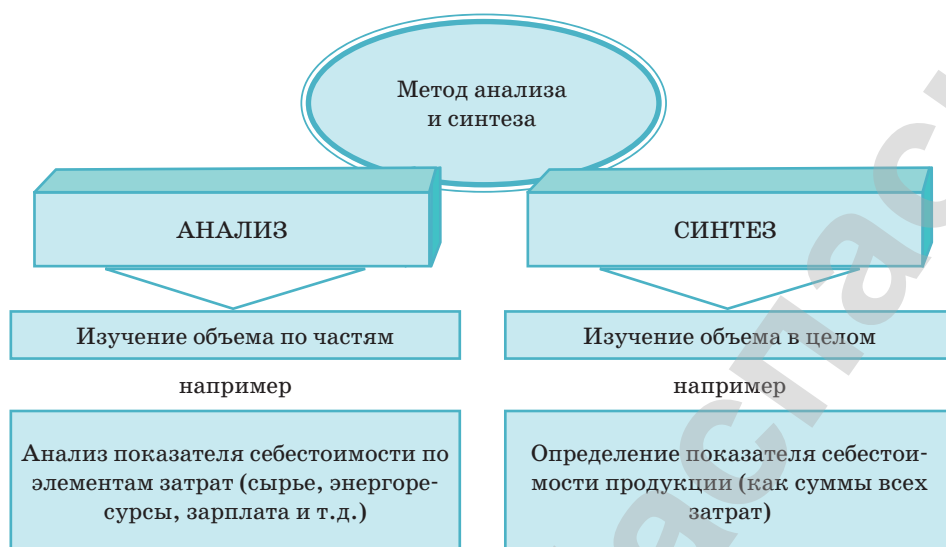 Метод анализа
и синтеза
АНАЛИЗ
Изучение объема по частям
например
Анализ показателя себестоимости по
элементам затрат (сырье, энергоре-
сурсы, зарплата и т.д.)
СИНТЕЗ
Изучение объема в целом
например
Определение показателя себестои-
мости продукции (как суммы всех
затрат)